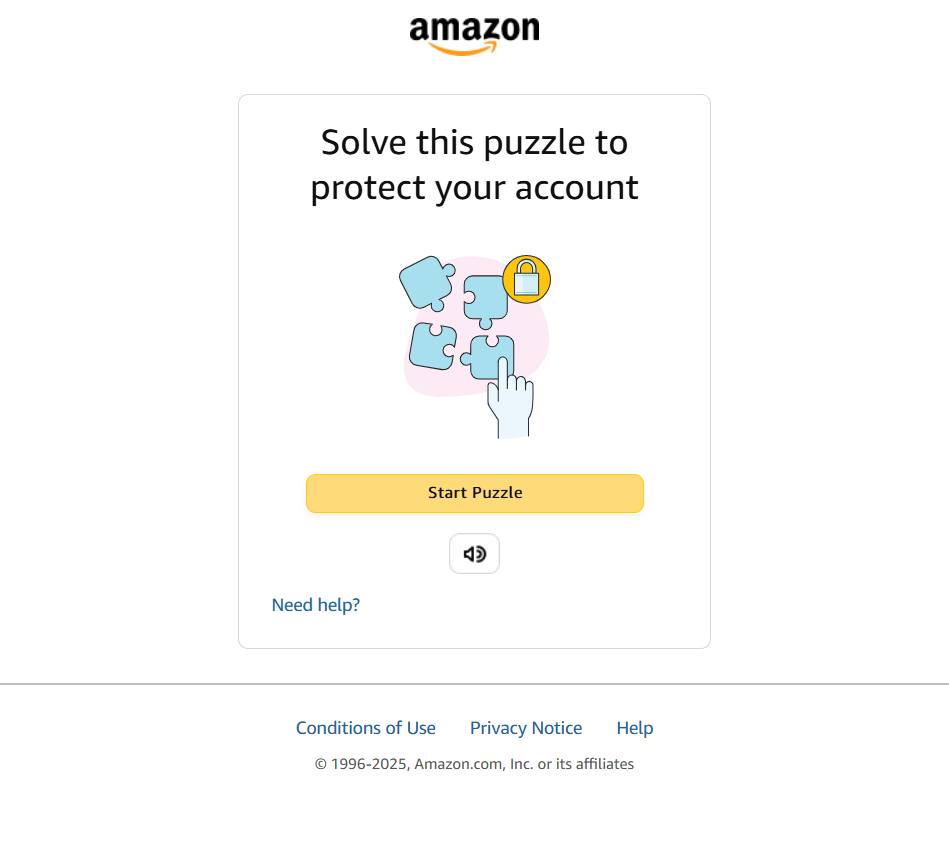 amazon
Solve this puzzle to
protect your account
Start Puzzle
Need help?
Conditions of Use Privacy Notice Help
© 1996-2025, Amazon.com, Inc. or its affiliates